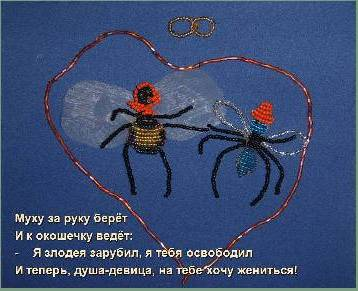 Муху за руку берёт
И к окошечку ведёт:
- Я злодея зарубил, я тебя освободил
И теперь, душа-девица, на тебе хочу жениться!